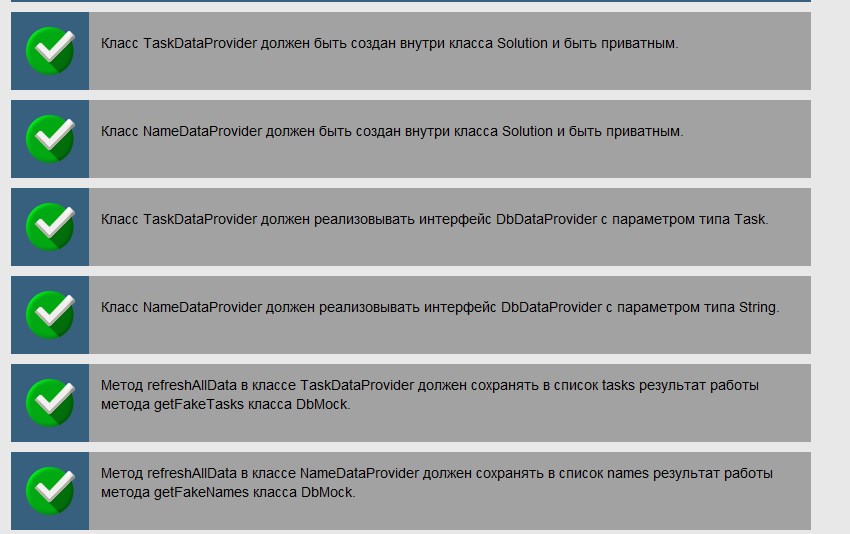 Класс TaskDataProvider должен быть создан внутри класса Solution и быть приватным.
Класс NameDataProvider должен быть создан внутри класса Solution и быть приватным.
Класс TaskDataProvider должен реализовывать интерфейс DbDataProvider с параметром типа Task.
Класс NameDataProvider должен реализовывать интерфейс DbDataProvider с параметром типа String.
Метод refreshAllData в классе TaskDataProvider должен сохранять в список tasks результат работы
метода getFakeTasks класса DbMock.
Метод refreshAllData в классе NameDataProvider должен сохранять в список names результат работы
метода getFakeNames класса DbMock.